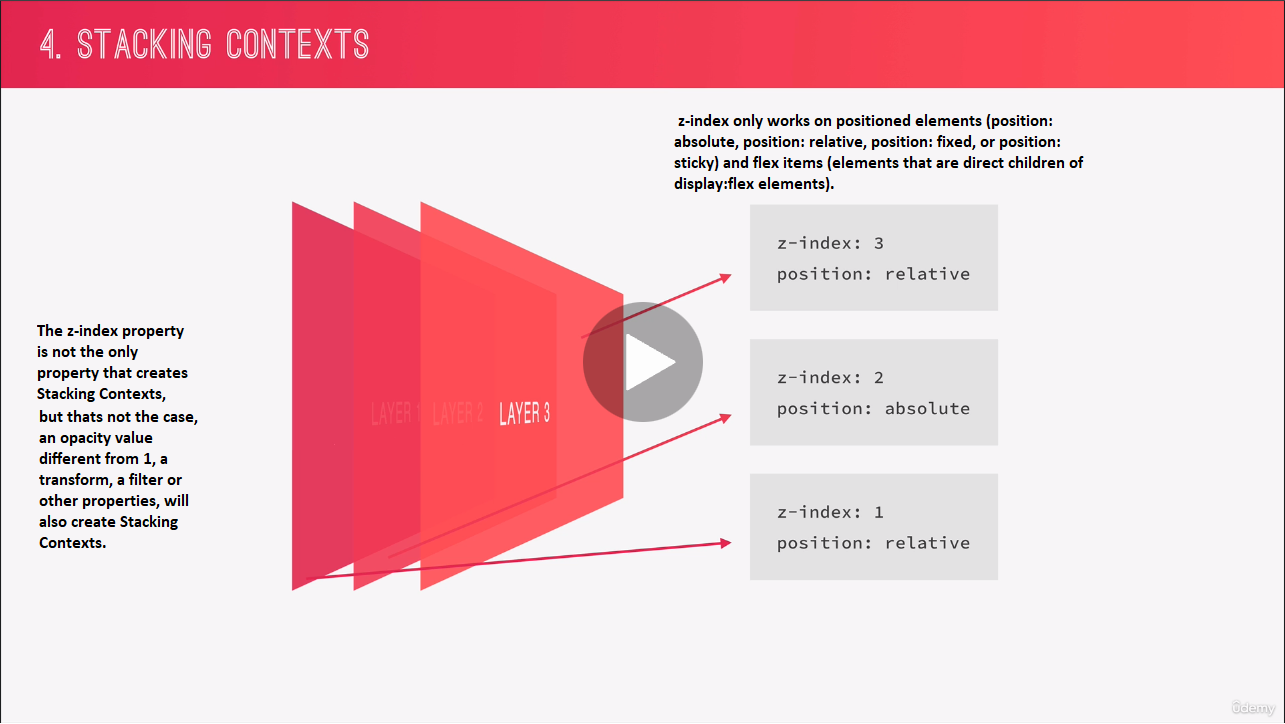 4. STACKING CONTEXTS
z-index only works on positioned elements (position:
absolute, position: relative, position: fixed, or position:
sticky) and flex items (elements that are direct children of
display:flex elements).
z-index: 3
position: relative
The z-index property
is not the only
property that creates
Stacking Contexts,
but thats not the case,
an opacity value
different from 1, a
transform, a filter or
other properties, will
also create Stacking
Contexts.
LAYER 1 LAYER 2 LAYER 3
z-index: 2
position: absolute
z-index: 1
position: relative
ûdemy